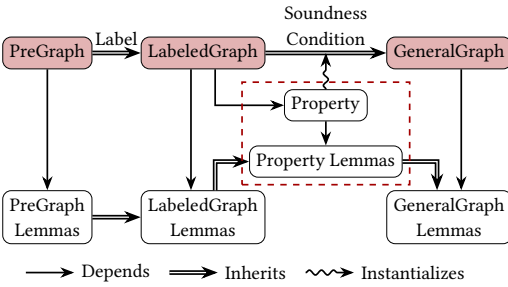 Soundness
Condition
PreGraph
Label
LabeledGraph
GeneralGraph
Property
Property Lemmas
PreGraph
Lemmas
LabeledGraph
Lemmas
GeneralGraph
Lemmas
Depends
Inherits
Instantializes